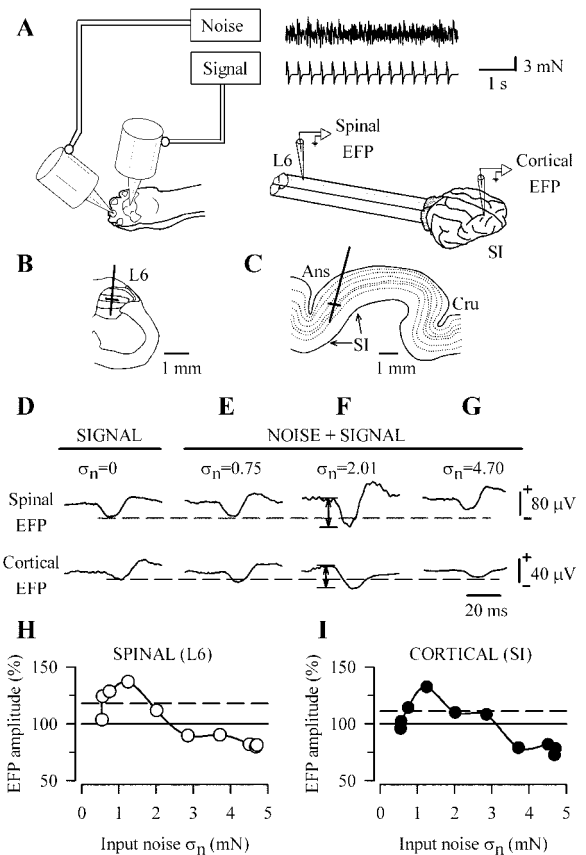 A
Noise
Signal
3 mN
1 s
Spinal
EFP
L6
Cortical
EFP
SI
B
L6
1 mm
C
Ans
Cru
SI
1 mm
D E F G
SIGNAL NOISE + SIGNAL
σn=0 σn=0.75 σn=2.01 σn=4.70
Spinal
EFP
+
80 μV
-
Cortical
EFP
+
40 μV
-
20 ms
H
SPINAL (L6)
EFP amplitude (%)
150
100
50
0 1 2 3 4 5
Input noise σn (mN)
I
CORTICAL (SI)
EFP amplitude (%)
150
100
50
0 1 2 3 4 5
Input noise σn (mN)